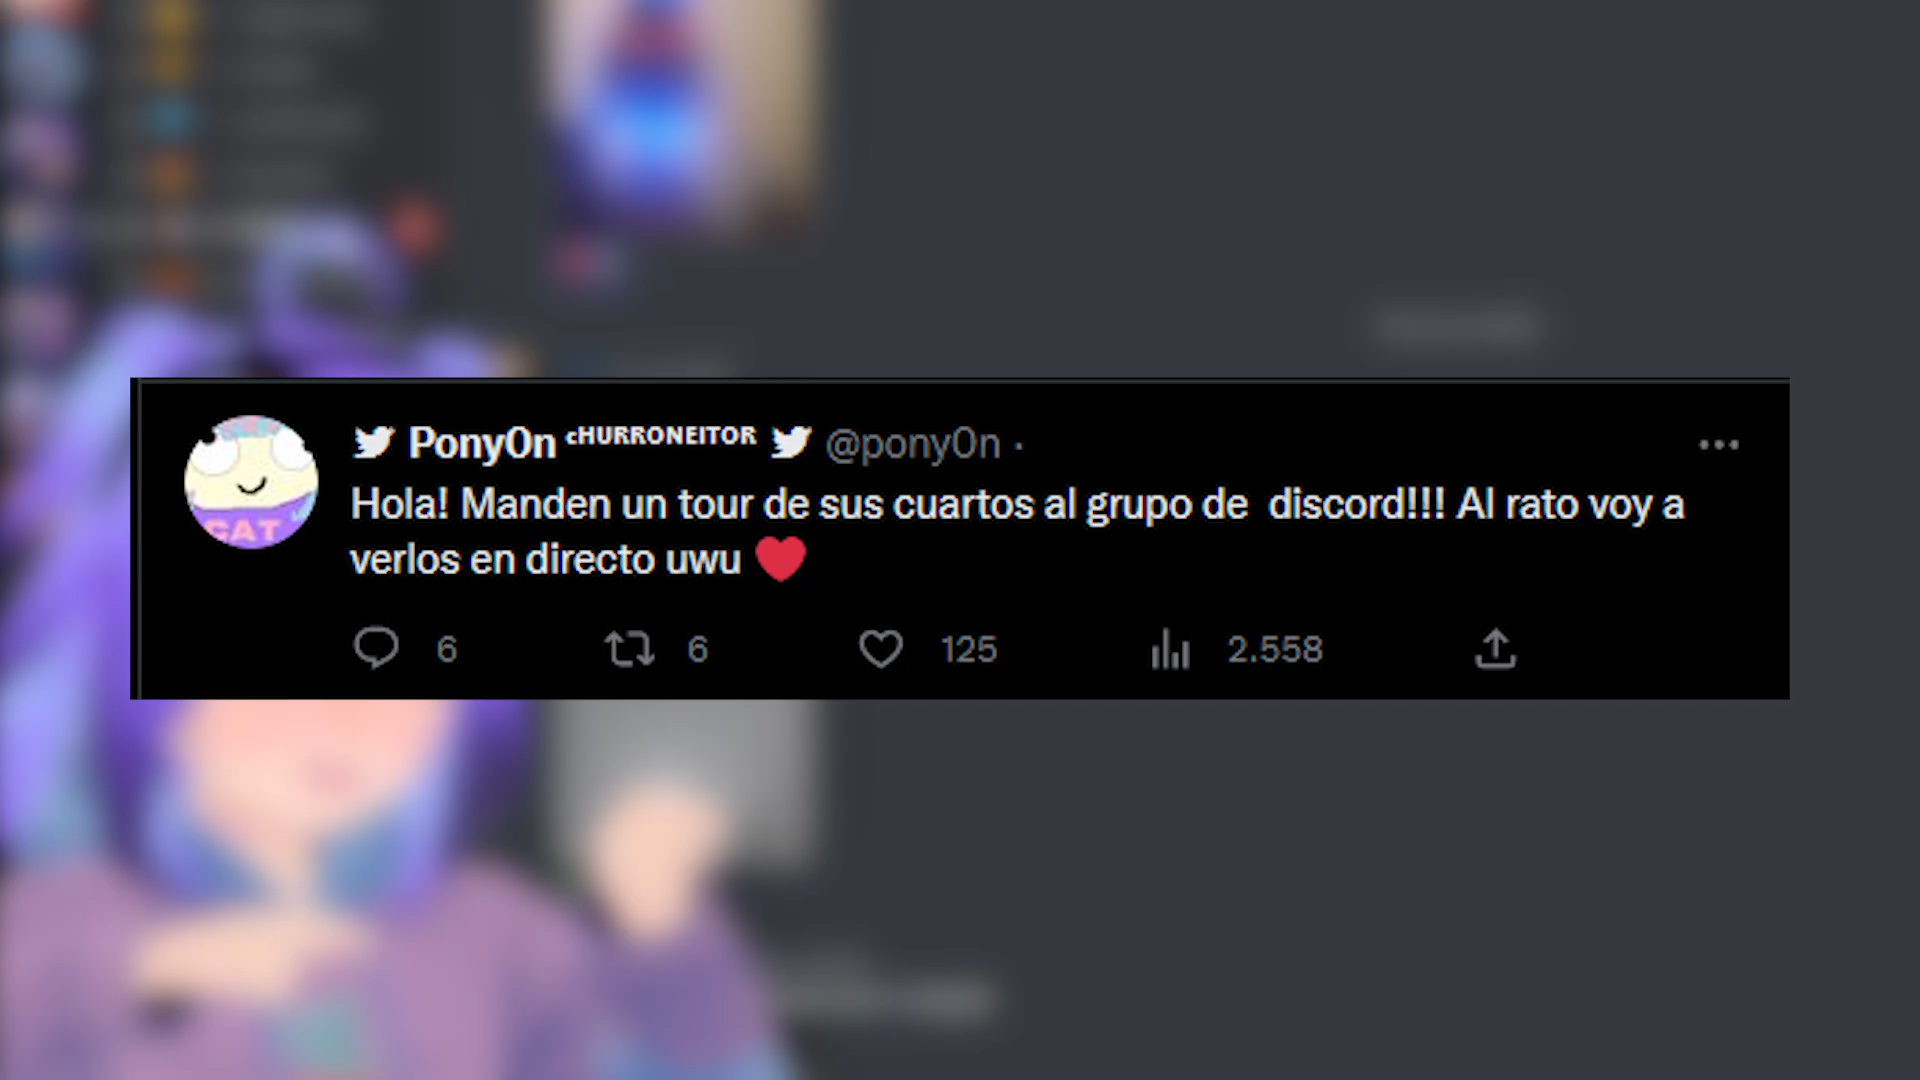 PonyOn cHURRONEITOR @ponyOn ·
Hola! Manden un tour de sus cuartos al grupo de discord!!! Al rato voy a
verlos en directo uwu
6 6 125 2.558
CAT